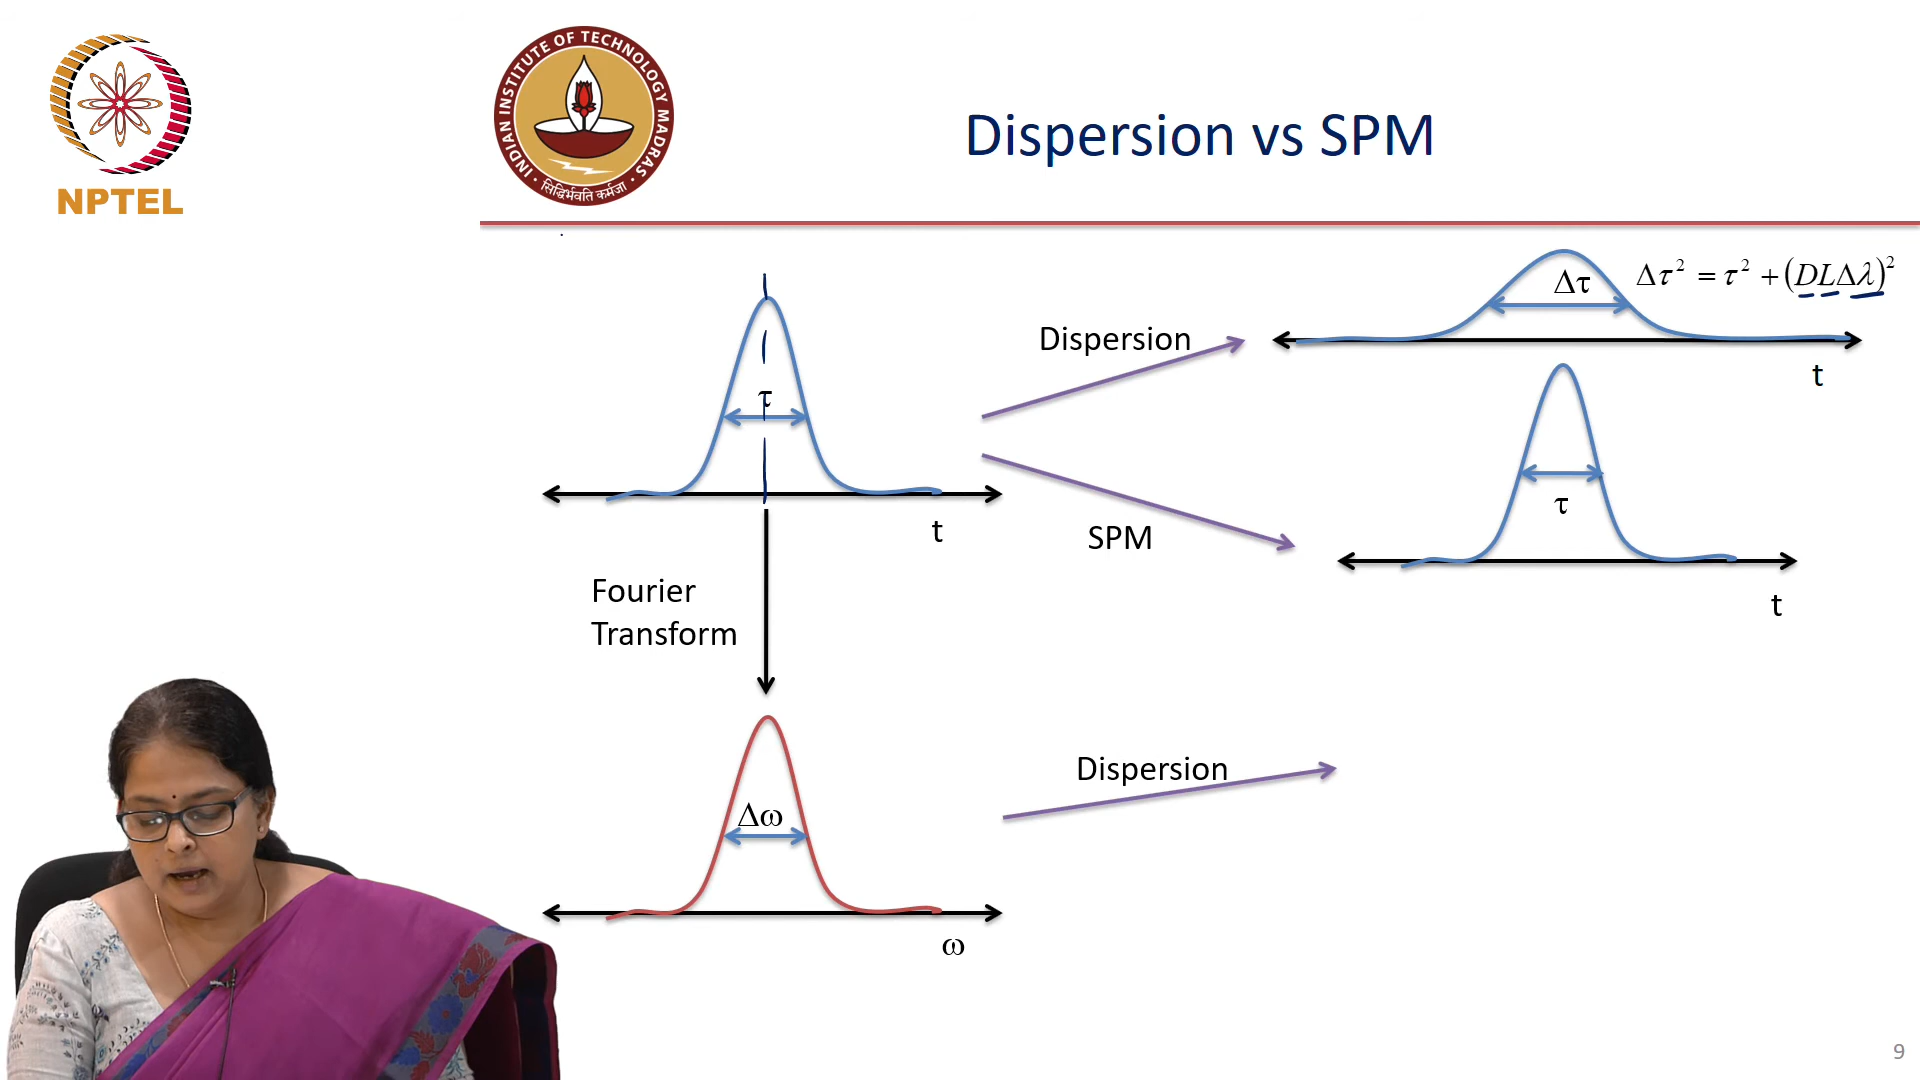 NPTEL
INDIAN INSTITUTE OF TECHNOLOGY MADRAS
सिद्धिर्भवति कर्मजा
Dispersion vs SPM
Δτ
Δτ² = τ² + (DLΔλ)²
Dispersion
t
τ
t
SPM
τ
t
Fourier
Transform
Dispersion
Δω
ω
9